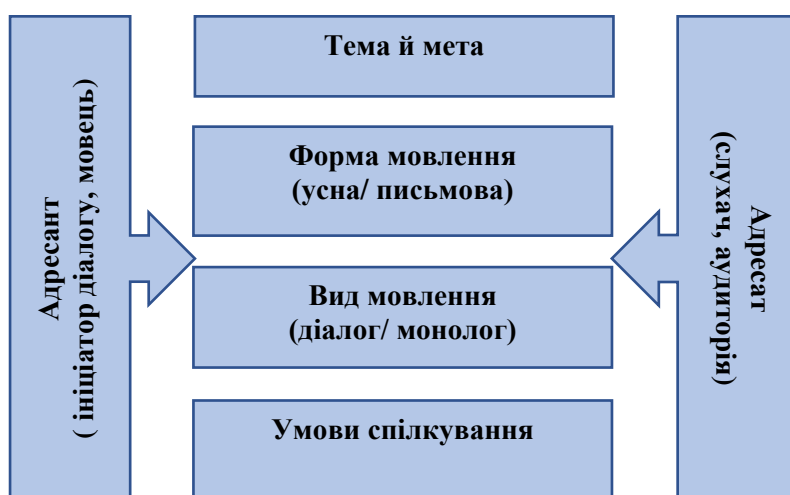 Адресант
( ініціатор діалогу, мовець)
Тема й мета
Форма мовлення
(усна/ письмова)
Вид мовлення
(діалог/ монолог)
Умови спілкування
Адресат
(слухач, аудиторія)